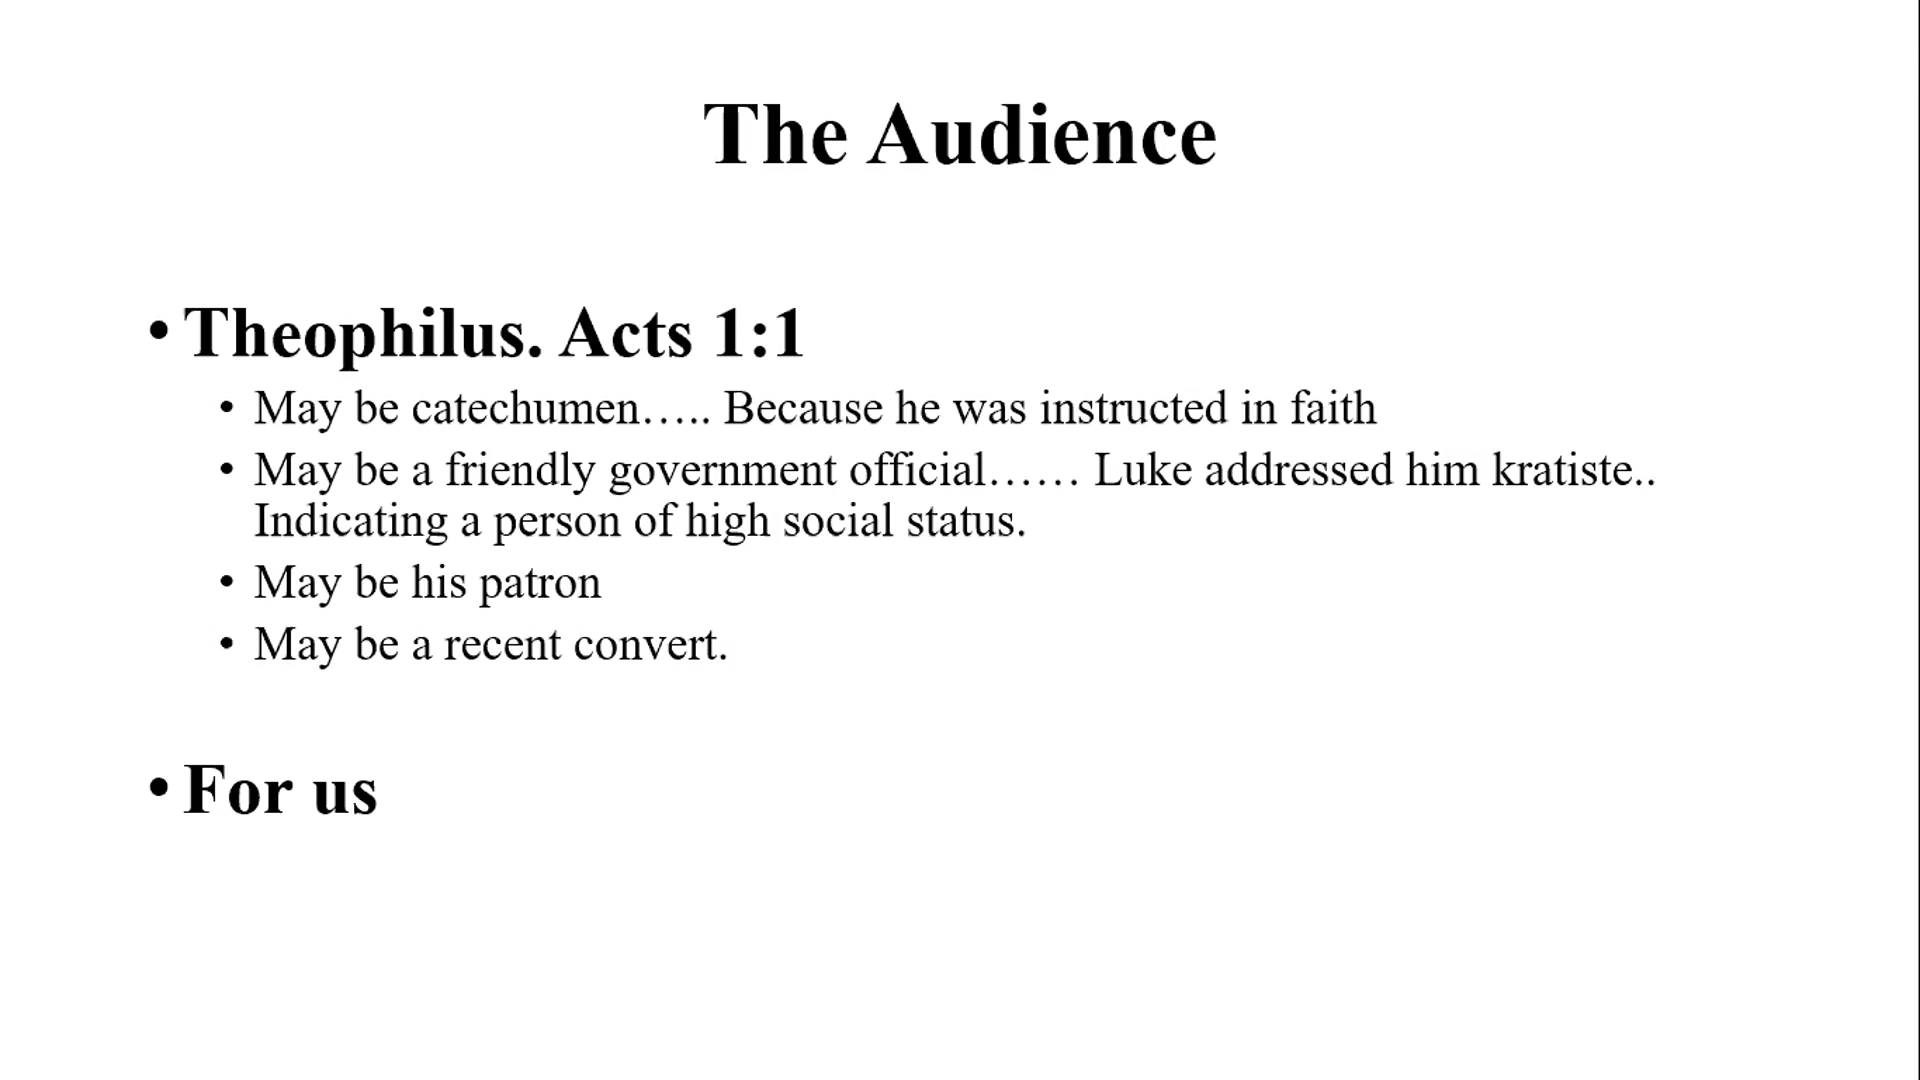 The Audience
• Theophilus. Acts 1:1
• May be catechumen….. Because he was instructed in faith
• May be a friendly government official…… Luke addressed him kratiste..
Indicating a person of high social status.
• May be his patron
• May be a recent convert.
• For us